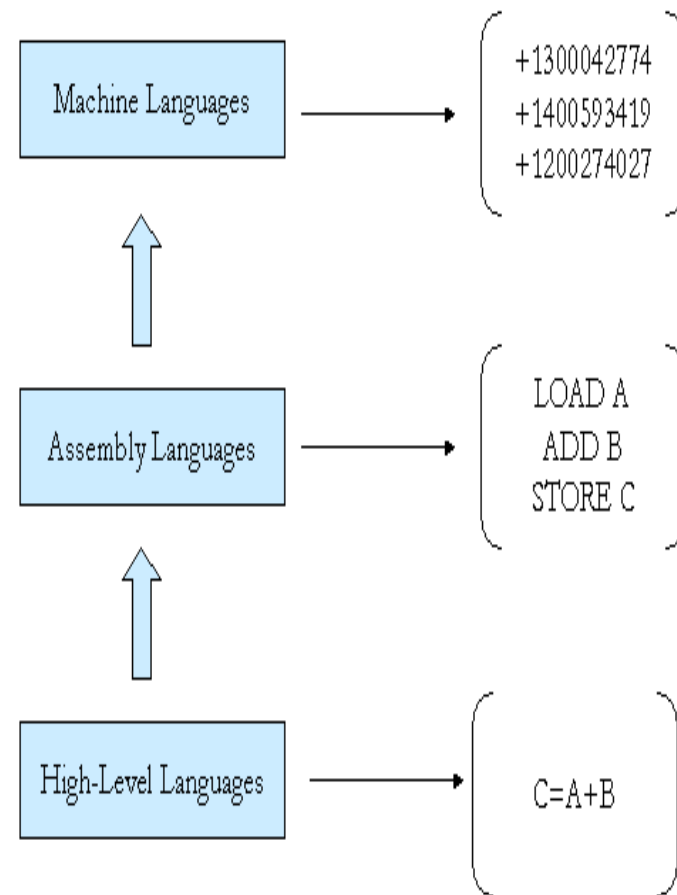 Machine Languages
+1300042774
+1400593419
+1200274027
Assembly Languages
LOAD A
ADD B
STORE C
High-Level Languages
C=A+B